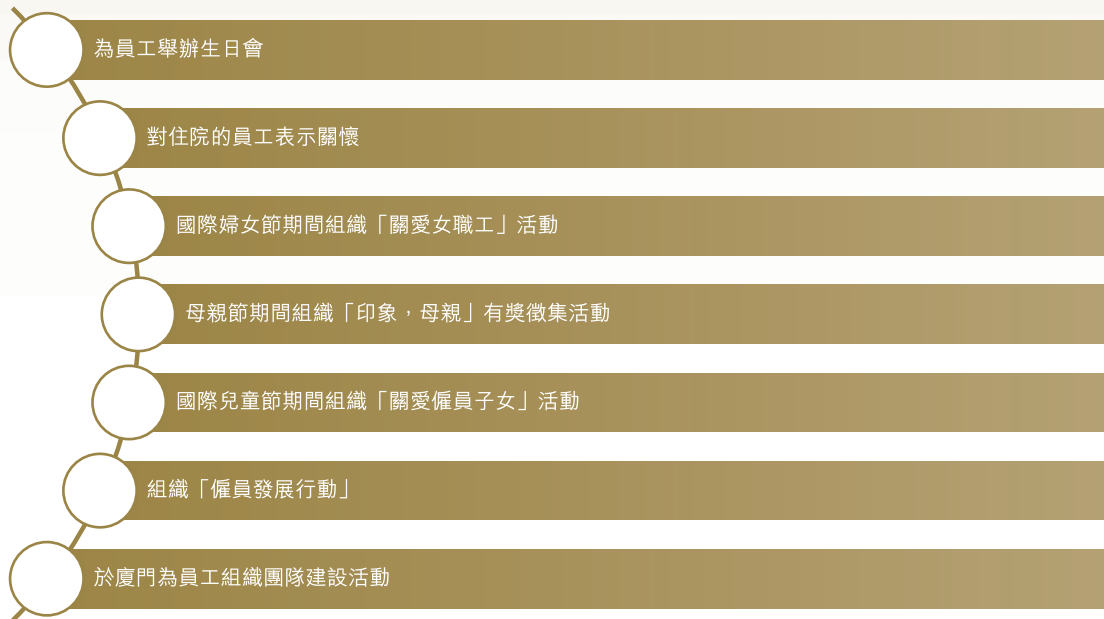 為員工舉辦生日會
對住院的員工表示關懷
國際婦女節期間組織「關愛女職工」活動
母親節期間組織「印象，母親」有獎徵集活動
國際兒童節期間組織「關愛僱員子女」活動
組織「僱員發展行動」
於廈門為員工組織團隊建設活動